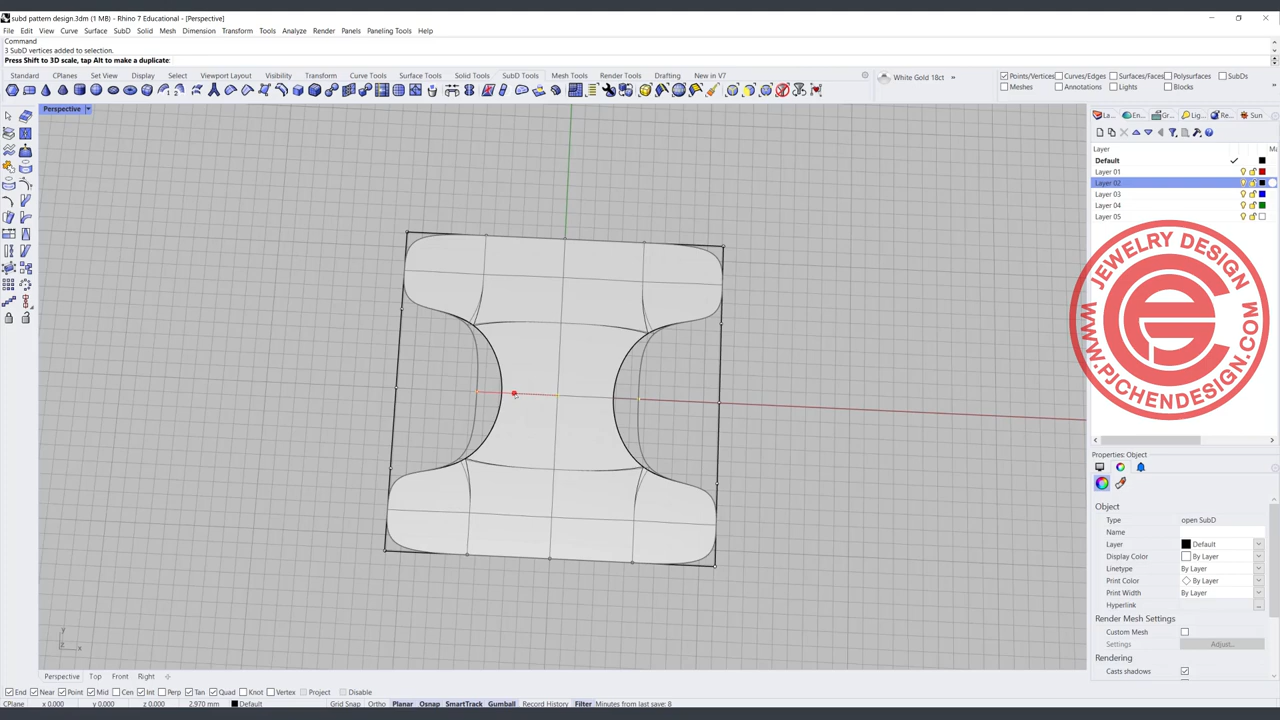 subd pattern design.3dm (1 MB) - Rhino 7 Educational - [Perspective]
File Edit View Curve Surface SubD Solid Mesh Dimension Transform Tools Analyze Render Panels Paneling Tools Help
Command
3 SubD vertices added to selection.
Press Shift to 3D scale, tap Alt to make a duplicate:
Standard CPlanes Set View Display Select Viewport Layout Visibility Transform Curve Tools Surface Tools Solid Tools SubD Tools Mesh Tools Render Tools Drafting New in V7
White Gold 18ct »
Points/Vertices Curves/Edges Surfaces/Faces Polysurfaces SubDs
Meshes Annotations Lights Blocks
Perspective
La... En... Gr... Lig... Re... Sun
Layer Ma
Default
Layer 01
Layer 02
Layer 03
Layer 04
Layer 05
JEWELRY DESIGN
WWW.PJCHENDESIGN.COM
Properties: Object
Object
Type open SubD
Name
Layer Default
Display Color By Layer
Linetype By Layer
Print Color By Layer
Print Width By Layer
Hyperlink ...
Render Mesh Settings
Custom Mesh
Settings Adjust...
Rendering
Casts shadows
y
z x
Perspective Top Front Right
End Near Point Mid Cen Int Perp Tan Quad Knot Vertex Project Disable
CPlane x 0.000 y 0.000 z 0.000 2.970 mm Default Grid Snap Ortho Planar Osnap SmartTrack Gumball Record History Filter Minutes from last save: 8